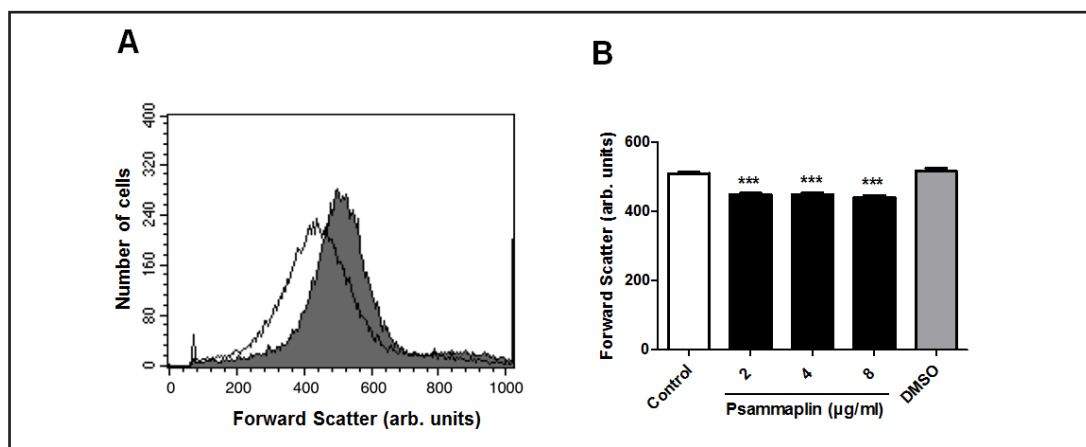 A
400
320
240
160
80
0
Number of cells
0 200 400 600 800 1000
Forward Scatter (arb. units)
B
600
400
200
0
Forward Scatter (arb. units)
*** *** ***
Control 2 4 8 DMSO
Psammaplin (µg/ml)